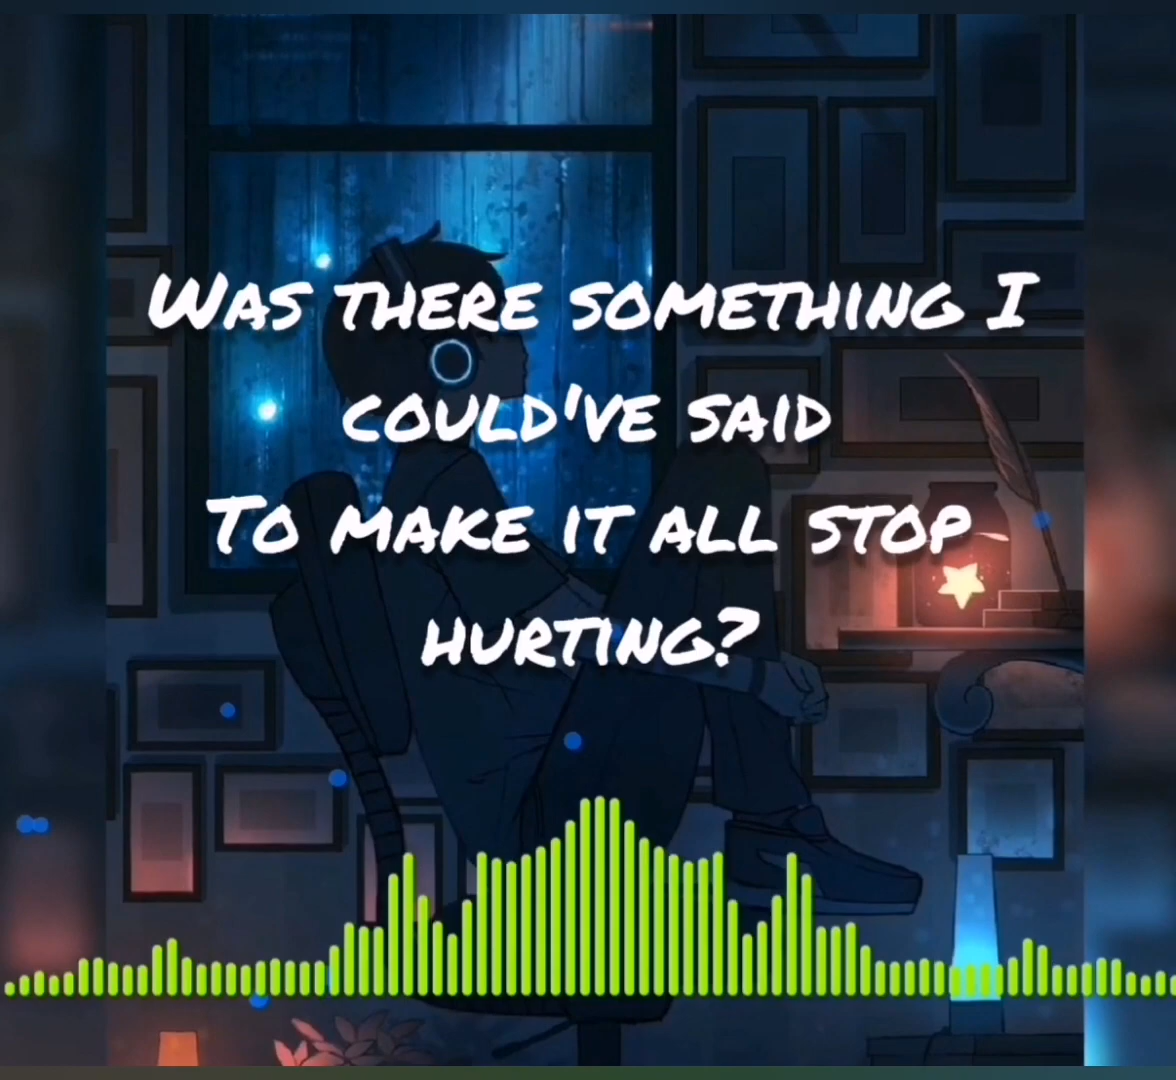 Was there something I
could've said
To make it all stop
hurting?